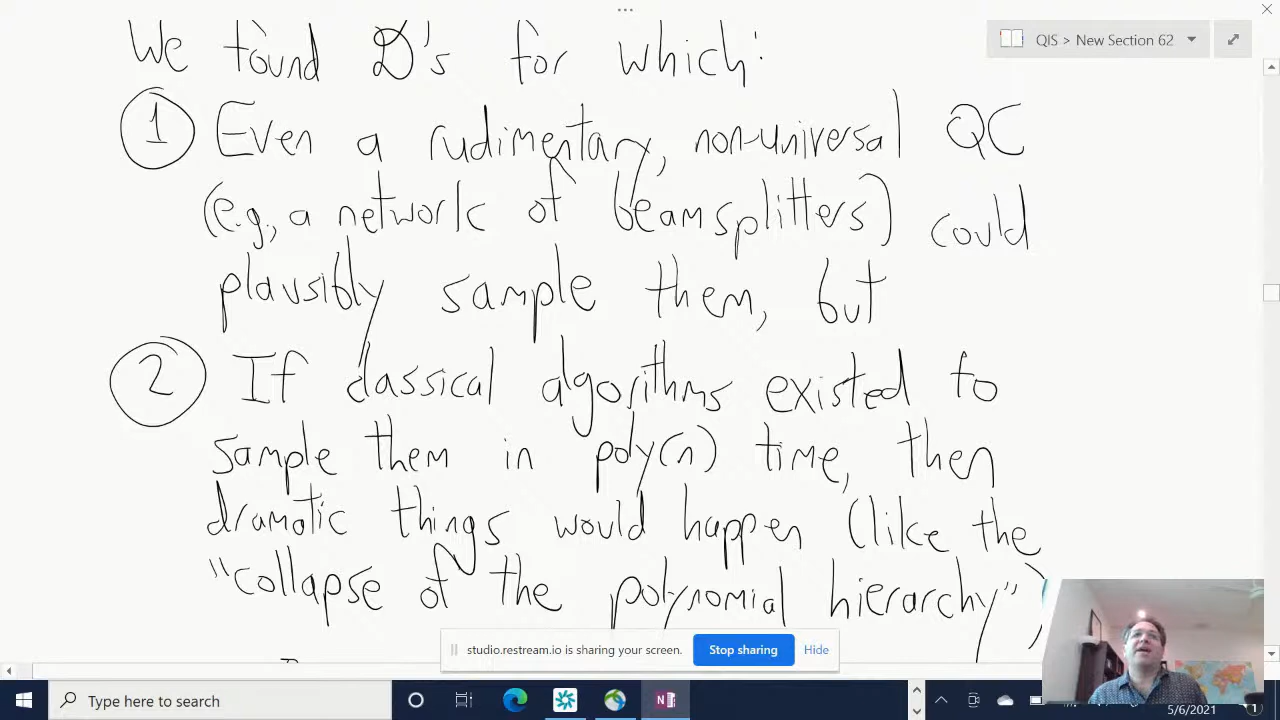 We found D's for which:
QIS > New Section 62
1 Even a rudimentary, non-universal QC
(e.g., a network of beamsplitters) could
plausibly sample them, but
2 If classical algorithms existed to
sample them in poly(n) time, then
dramatic things would happen (like the
"collapse of the polynomial hierarchy")
studio.restream.io is sharing your screen.
Stop sharing
Hide
Type here to search
5/6/2021
1